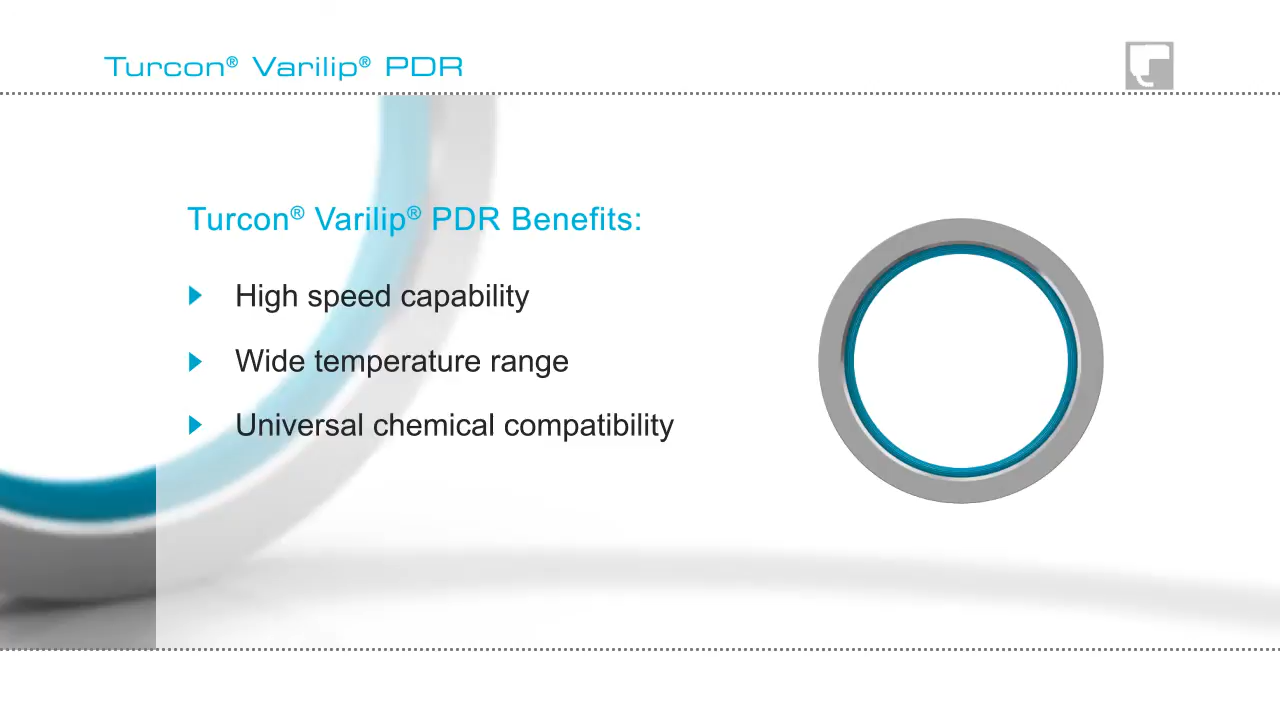 Turcon® Varilip® PDR
Turcon® Varilip® PDR Benefits:
High speed capability
Wide temperature range
Universal chemical compatibility